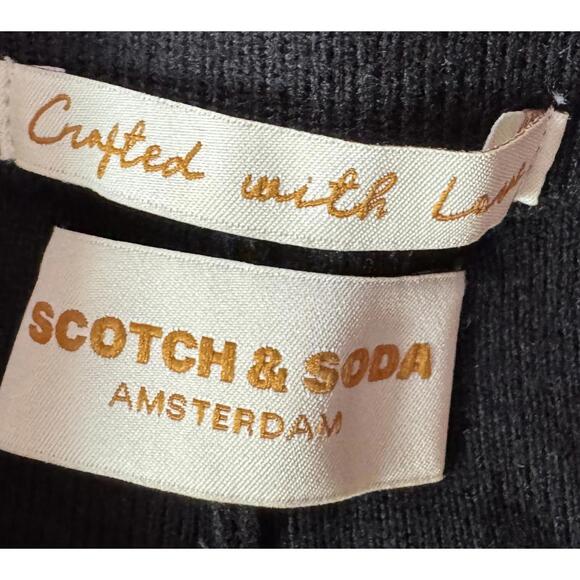 Crafted with Love
SCOTCH & SODA
AMSTERDAM